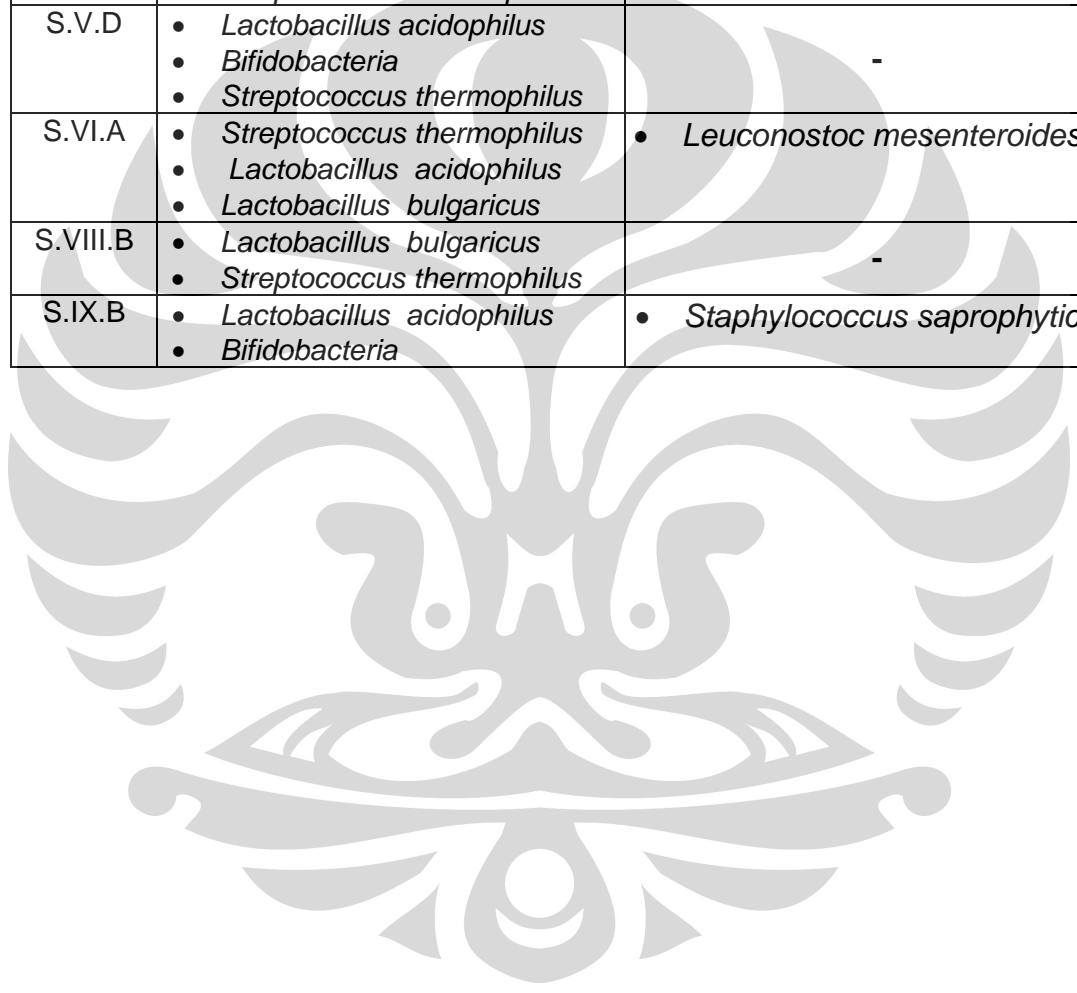 S.V.D • Lactobacillus acidophilus
• Bifidobacteria -
• Streptococcus thermophilus
S.VI.A • Streptococcus thermophilus • Leuconostoc mesenteroides
• Lactobacillus acidophilus
• Lactobacillus bulgaricus
S.VIII.B • Lactobacillus bulgaricus -
• Streptococcus thermophilus
S.IX.B • Lactobacillus acidophilus • Staphylococcus
• Bifidobacteria